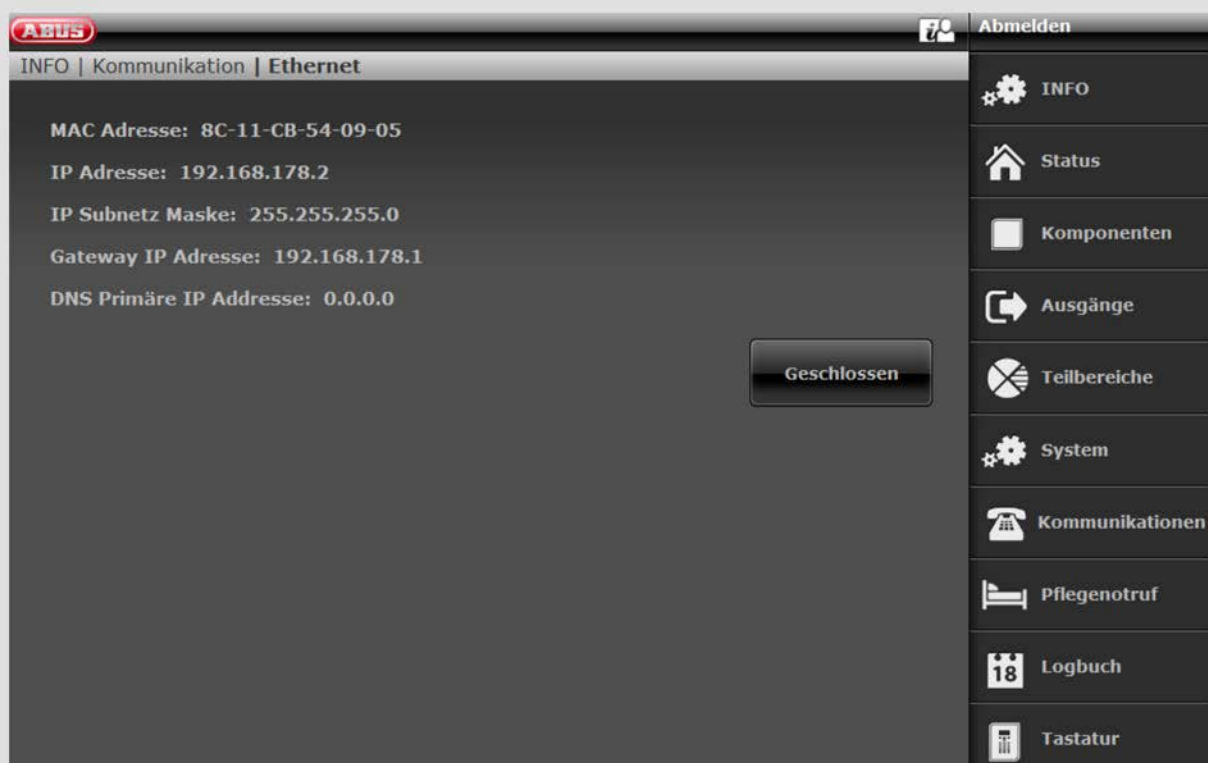 ABUS
Abmelden
INFO | Kommunikation | Ethernet
MAC Adresse: 8C-11-CB-54-09-05
IP Adresse: 192.168.178.2
IP Subnetz Maske: 255.255.255.0
Gateway IP Adresse: 192.168.178.1
DNS Primäre IP Addresse: 0.0.0.0
Geschlossen
INFO
Status
Komponenten
Ausgänge
Teilbereiche
System
Kommunikationen
Pflegenotruf
18
Logbuch
Tastatur